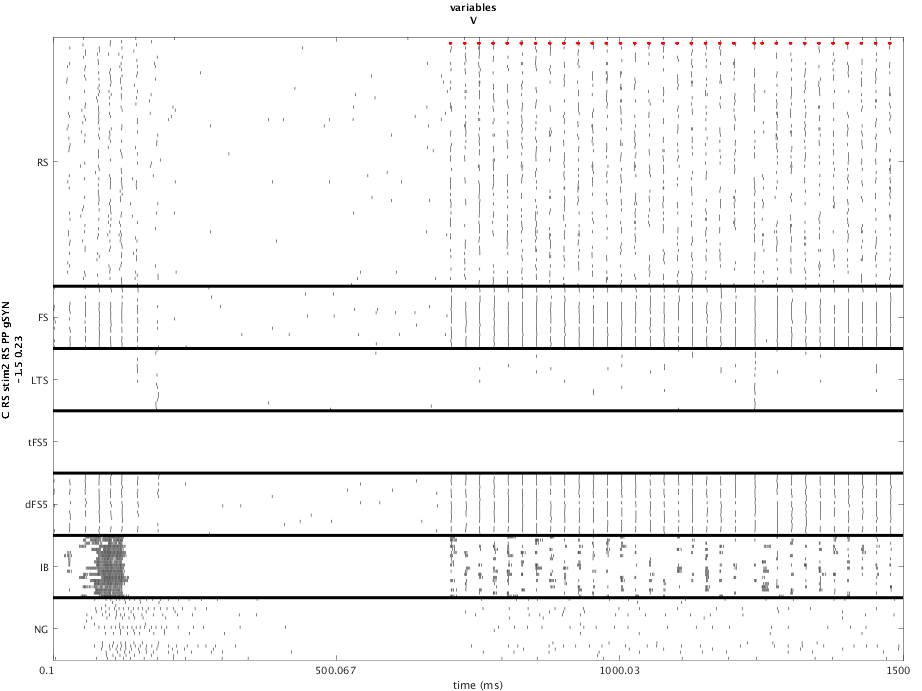 variables
V
RS
FS
LTS
tFS5
dFS5
IB
NG
C RS stim2 RS PP gSYN
-1.5 0.23
0.1
500.067
1000.03
1500
time (ms)